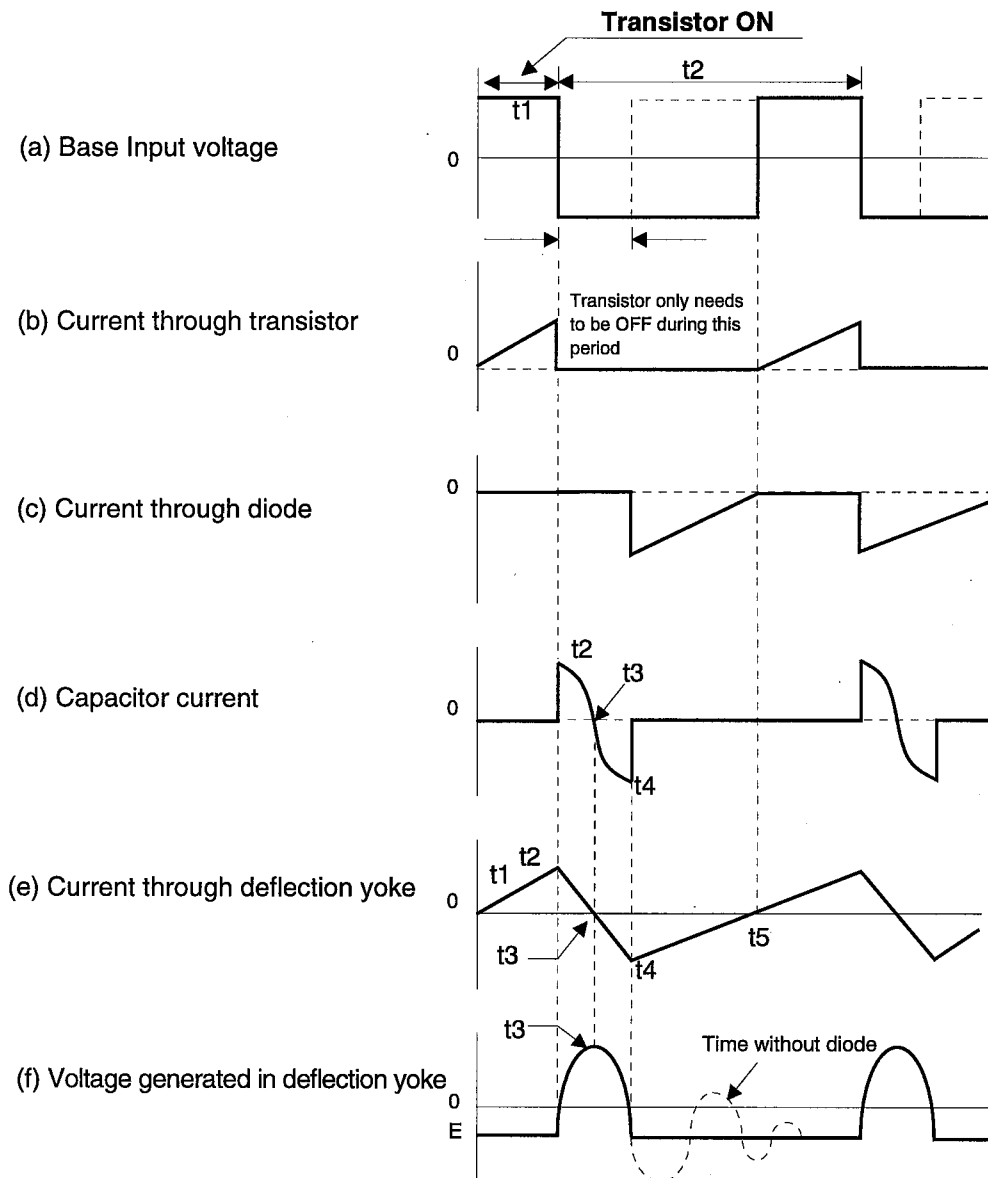 Transistor ON
t2
t1
(a) Base Input voltage
0
(b) Current through transistor
0
Transistor only needs
to be OFF during this
period
(c) Current through diode
0
(d) Capacitor current
0
t2
t3
t4
(e) Current through deflection yoke
0
t1
t2
t3
t4
t5
(f) Voltage generated in deflection yoke
0
E
t3
Time without diode